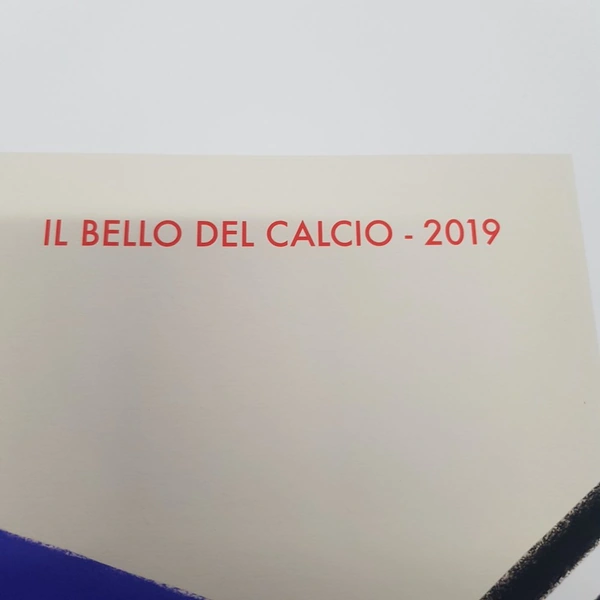 IL BELLO DEL CALCIO - 2019